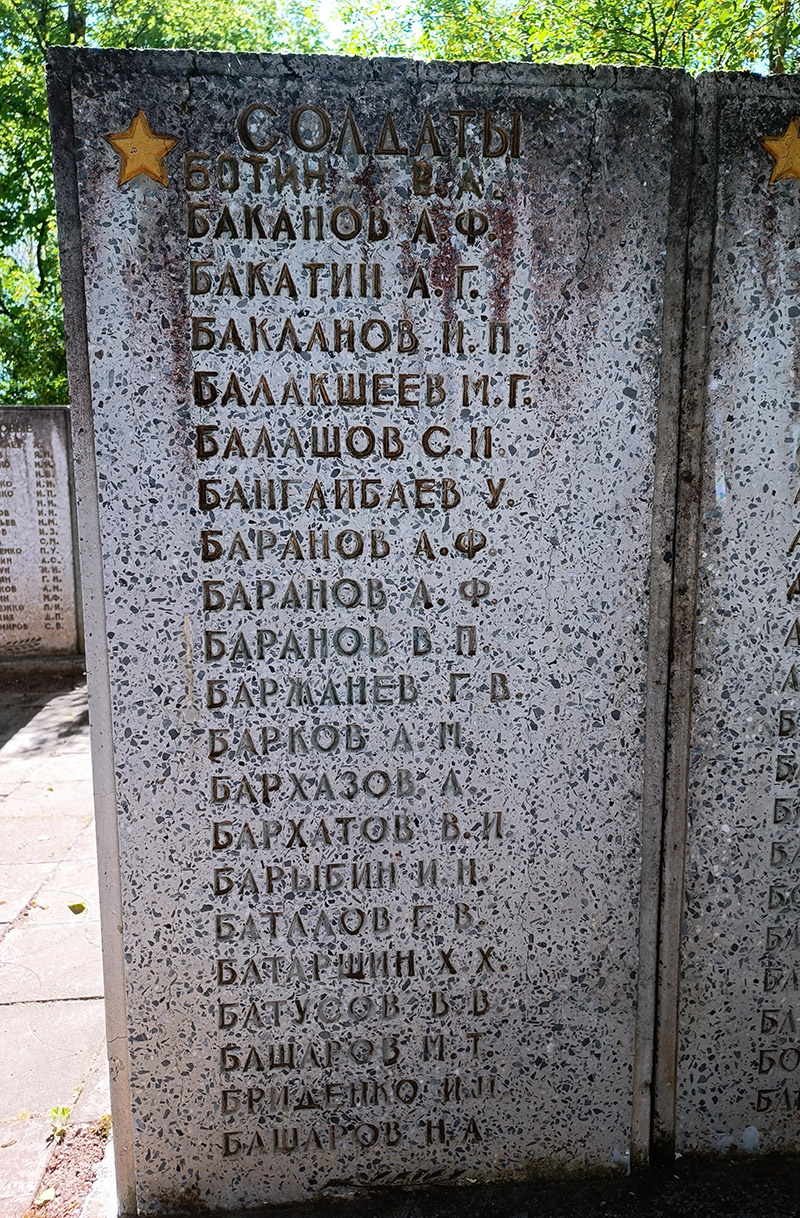 СОЛДАТЫ
БОТИН В. А.
БАКАНОВ А. Ф.
БАКАТИН А. Г.
БАКЛАНОВ И. П.
БАЛАКШЕЕВ М. Г.
БАЛАШОВ С. И.
БАНГАЙБАЕВ У.
БАРАНОВ А. Ф.
БАРАНОВ А. Ф.
БАРАНОВ В. П.
БАРЖАНЕВ Г. В.
БАРКОВ А. М.
БАРХАЗОВ А.
БАРХАТОВ В. И
БАРЫБИН И. Н
БАТАЛОВ Г. В.
БАТАРШИН Х. Х.
БАТУСОВ В. В.
БАЩАРОВ М. Т.
БРИДЕНКО
БАШАРОВ Н. А